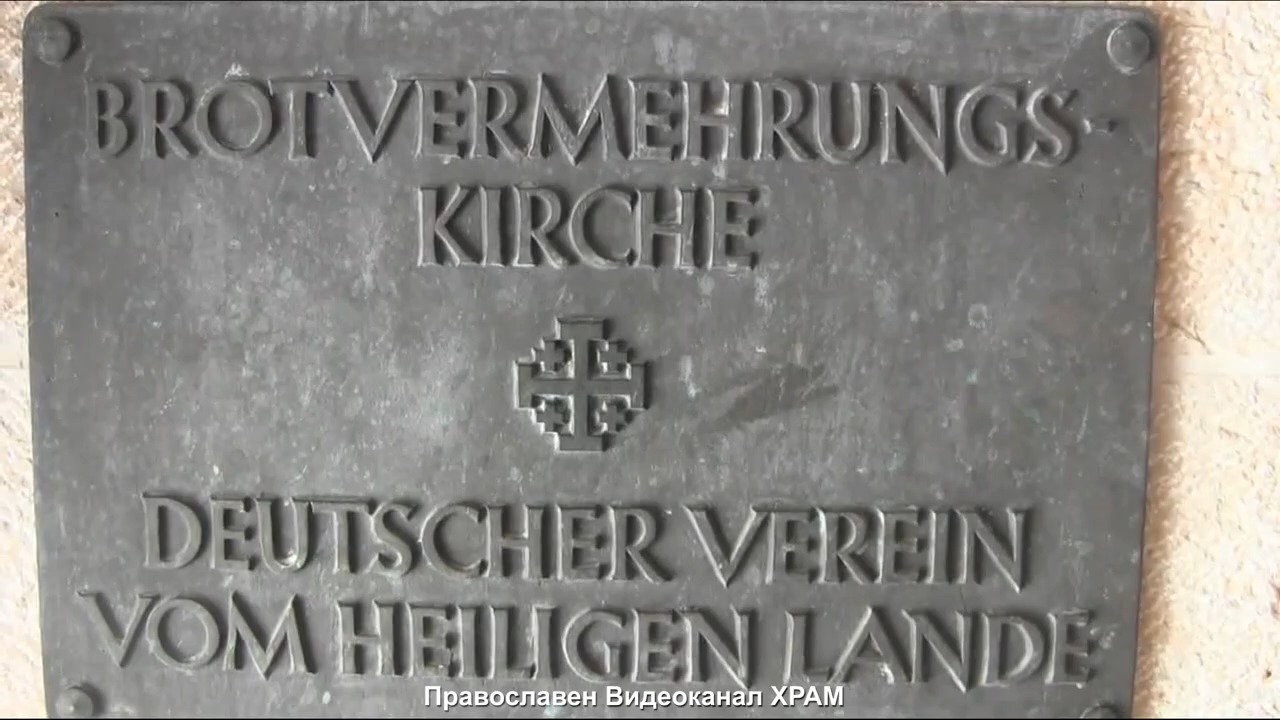 BROTVERMEHRUNGS-
KIRCHE
DEUTSCHER VEREIN
VOM HEILIGEN LANDE
Православен Видеоканал ХРАМ